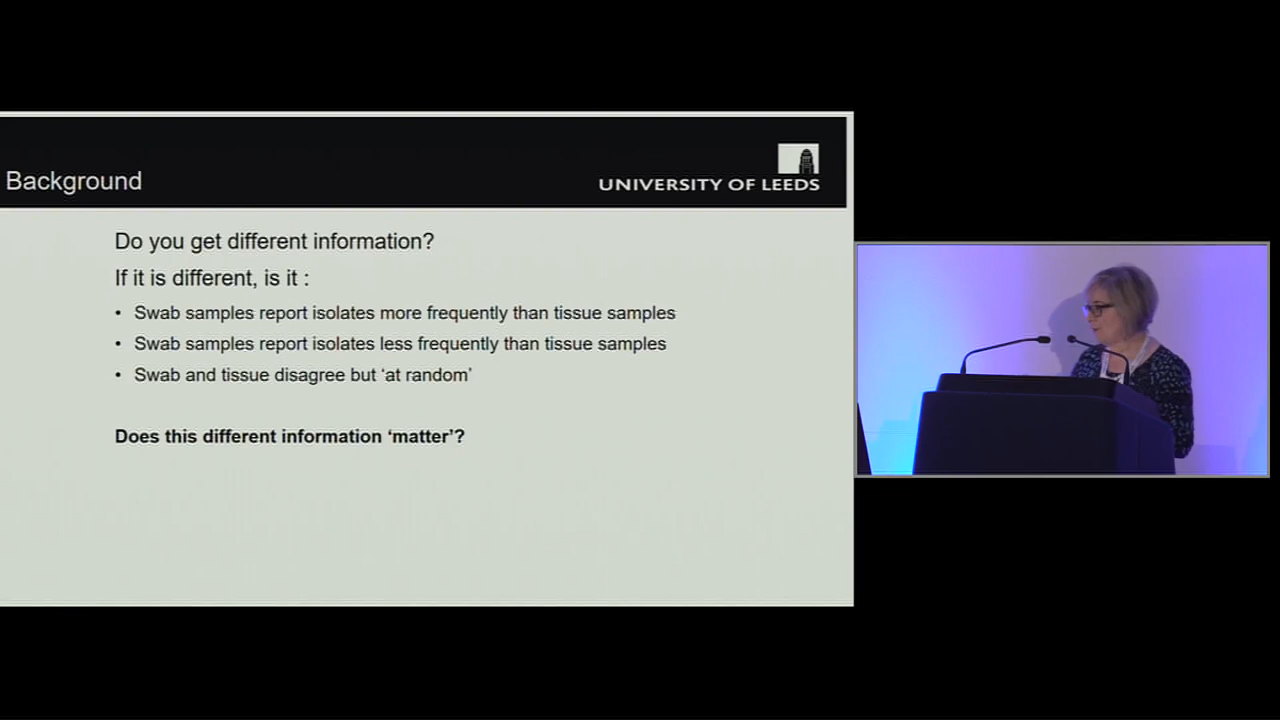 Background
UNIVERSITY OF LEEDS
Do you get different information?
If it is different, is it :
• Swab samples report isolates more frequently than tissue samples
• Swab samples report isolates less frequently than tissue samples
• Swab and tissue disagree but ‘at random’
Does this different information ‘matter’?